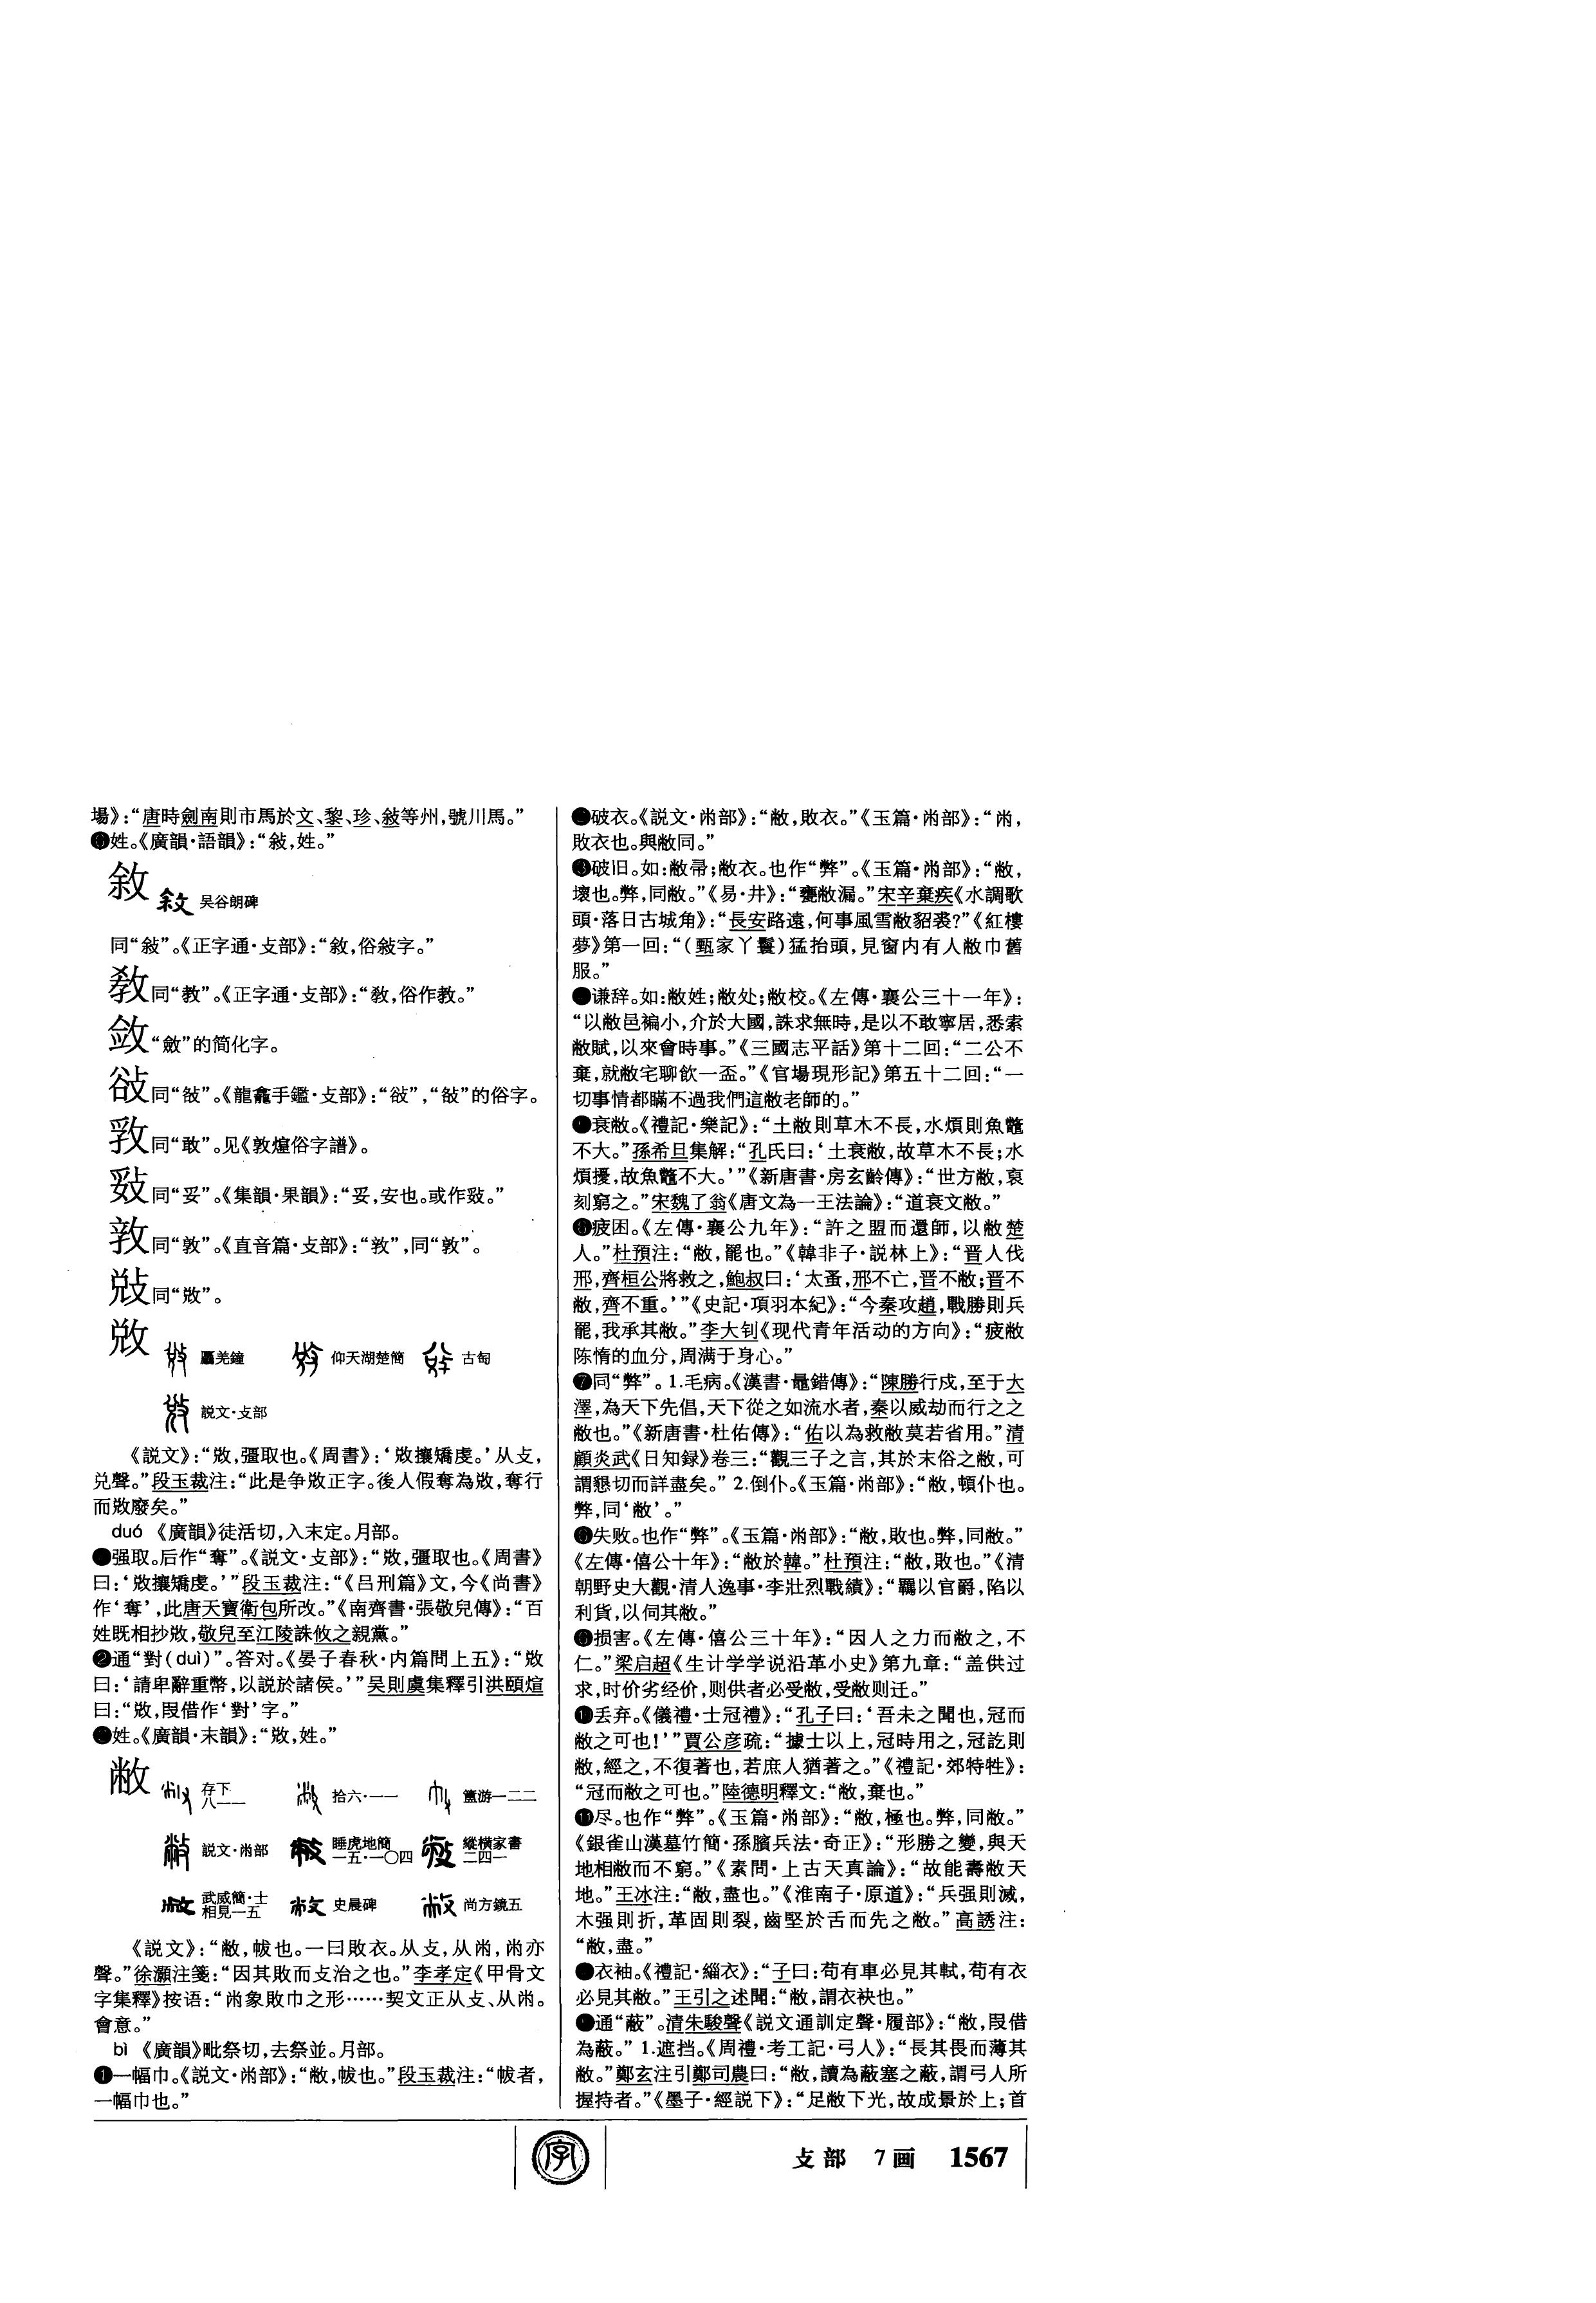 場》：“唐時劍南則市馬於文、黎、珍、敍等州，號川馬。”
❻姓。《廣韻·語韻》：“敍，姓。”
敘 吴谷朗碑
同“敍”。《正字通·攴部》：“敘，俗敍字。”
教同“教”。《正字通·攴部》：“敎，俗作教。”
敛“斂”的简化字。
同“敆”。《龍龕手鑑·攴部》：“”，“敆”的俗字。
同“敢”。见《敦煌俗字譜》。
同“妥”。《集韻·果韻》：“妥，安也。或作。”
同“敦”。《直音篇·攴部》：“”，同“敦”。
同“敚”。
敚 驫羌鐘 仰天湖楚簡 古匋
説文·攴部
《説文》：“敚，彊取也。《周書》：‘敚攘矯虔。’从攴，
兑聲。”段玉裁注：“此是争敚正字。後人假奪為敚，奪行
而敚廢矣。”
duó 《廣韻》徒活切，入末定。月部。
●强取。后作“奪”。《説文·攴部》：“敚，彊取也。《周書》
曰：‘敚攘矯虔。’”段玉裁注：“《吕刑篇》文，今《尚書》
作‘奪’，此唐天寶衛包所改。”《南齊書·張敬兒傳》：“百
姓既相抄敚，敬兒至江陵誅攸之親黨。”
❷通“對（duì）”。答对。《晏子春秋·内篇問上五》：“敚
曰：‘請卑辭重幣，以説於諸侯。’”吴則虞集釋引洪頤煊
曰：“敚，叚借作‘對’字。”
●姓。《廣韻·末韻》：“敚，姓。”
敝 存下八一一 拾六·一一 簠游一二二
説文·㡀部 睡虎地簡一五·一〇四 縱横家書二四一
武威簡·士相見一五 史晨碑 尚方鏡五
《説文》：“敝，帗也。一曰敗衣。从攴，从㡀，㡀亦
聲。”徐灝注箋：“因其敗而攴治之也。”李孝定《甲骨文
字集釋》按语：“㡀象敗巾之形……契文正从攴、从㡀。
會意。”
bì 《廣韻》毗祭切，去祭並。月部。
❶一幅巾。《説文·㡀部》：“敝，帗也。”段玉裁注：“帗者，
一幅巾也。”
❷破衣。《説文·㡀部》：“敝，敗衣。”《玉篇·㡀部》：“㡀，
敗衣也。與敝同。”
❸破旧。如：敝帚；敝衣。也作“弊”。《玉篇·㡀部》：“敝，
壞也。弊，同敝。”《易·井》：“甕敝漏。”宋辛棄疾《水調歌
頭·落日古城角》：“長安路遠，何事風雪敝貂裘？”《紅樓
夢》第一回：“（甄家丫鬟）猛抬頭，見窗内有人敝巾舊
服。”
●谦辞。如：敝姓；敝处；敝校。《左傳·襄公三十一年》：
“以敝邑褊小，介於大國，誅求無時，是以不敢寧居，悉索
敝賦，以來會時事。”《三國志平話》第十二回：“二公不
棄，就敝宅聊飲一盃。”《官場現形記》第五十二回：“一
切事情都瞞不過我們這敝老師的。”
●衰敝。《禮記·樂記》：“土敝則草木不長，水煩則魚鼈
不大。”孫希旦集解：“孔氏曰：‘土衰敝，故草木不長；水
煩擾，故魚鼈不大。’”《新唐書·房玄齡傳》：“世方敝，裒
刻窮之。”宋魏了翁《唐文為一王法論》：“道衰文敝。”
❻疲困。《左傳·襄公九年》：“許之盟而還師，以敝楚
人。”杜預注：“敝，罷也。”《韓非子·説林上》：“晋人伐
邢，齊桓公將救之，鮑叔曰：‘太蚤，邢不亡，晋不敝；晋不
敝，齊不重。’”《史記·項羽本紀》：“今秦攻趙，戰勝則兵
罷，我承其敝。”李大钊《现代青年活动的方向》：“疲敝
陈惰的血分，周满于身心。”
❼同“弊”。1.毛病。《漢書·鼂錯傳》：“陳勝行戍，至于大
澤，為天下先倡，天下從之如流水者，秦以威劫而行之之
敝也。”《新唐書·杜佑傳》：“佑以為救敝莫若省用。”清
顧炎武《日知録》卷三：“觀三子之言，其於末俗之敝，可
謂懇切而詳盡矣。”2.倒仆。《玉篇·㡀部》：“敝，頓仆也。
弊，同‘敝’。”
❽失败。也作“弊”。《玉篇·㡀部》：“敝，敗也。弊，同敝。”
《左傳·僖公十年》：“敝於韓。”杜預注：“敝，敗也。”《清
朝野史大觀·清人逸事·李壯烈戰績》：“羈以官爵，陷以
利貨，以伺其敝。”
❾损害。《左傳·僖公三十年》：“因人之力而敝之，不
仁。”梁启超《生计学学说沿革小史》第九章：“盖供过
求，时价劣经价，则供者必受敝，受敝则迁。”
❿丢弃。《儀禮·士冠禮》：“孔子曰：‘吾未之聞也，冠而
敝之可也！’”賈公彦疏：“據士以上，冠時用之，冠訖則
敝，經之，不復著也，若庶人猶著之。”《禮記·郊特牲》：
“冠而敝之可也。”陸德明釋文：“敝，棄也。”
⓫尽。也作“弊”。《玉篇·㡀部》：“敝，極也。弊，同敝。”
《銀雀山漢墓竹簡·孫臏兵法·奇正》：“形勝之變，與天
地相敝而不窮。”《素問·上古天真論》：“故能壽敝天
地。”王冰注：“敝，盡也。”《淮南子·原道》：“兵强則滅，
木强則折，革固則裂，齒堅於舌而先之敝。”高誘注：
“敝，盡。”
●衣袖。《禮記·緇衣》：“子曰：苟有車必見其軾，苟有衣
必見其敝。”王引之述聞：“敝，謂衣袂也。”
●通“蔽”。清朱駿聲《説文通訓定聲·履部》：“敝，叚借
為蔽。”1.遮挡。《周禮·考工記·弓人》：“長其畏而薄其
敝。”鄭玄注引鄭司農曰：“敝，讀為蔽塞之蔽，謂弓人所
握持者。”《墨子·經説下》：“足敝下光，故成景於上；首
字 攴部 7画 1567